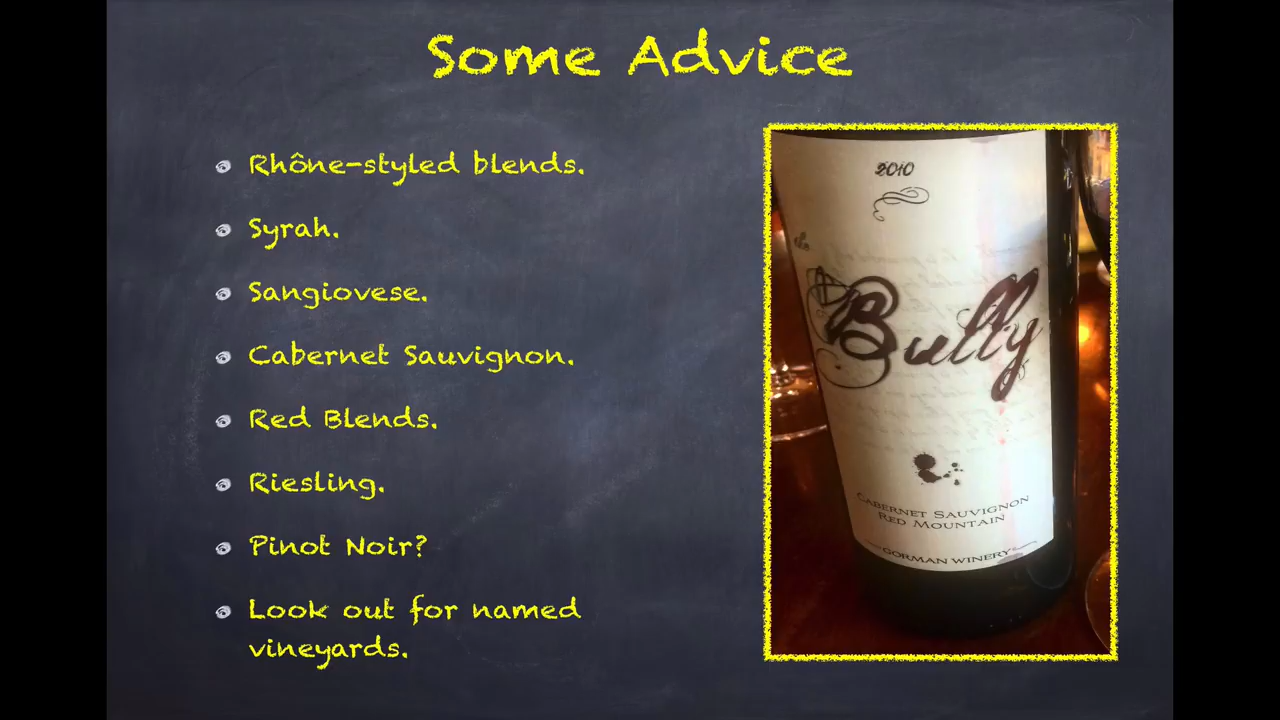 Some Advice
Rhône-styled blends.
Syrah.
Sangiovese.
Cabernet Sauvignon.
Red Blends.
Riesling.
Pinot Noir?
Look out for named
vineyards.
2010
Bully
Cabernet Sauvignon
Red Mountain
Gorman Winery